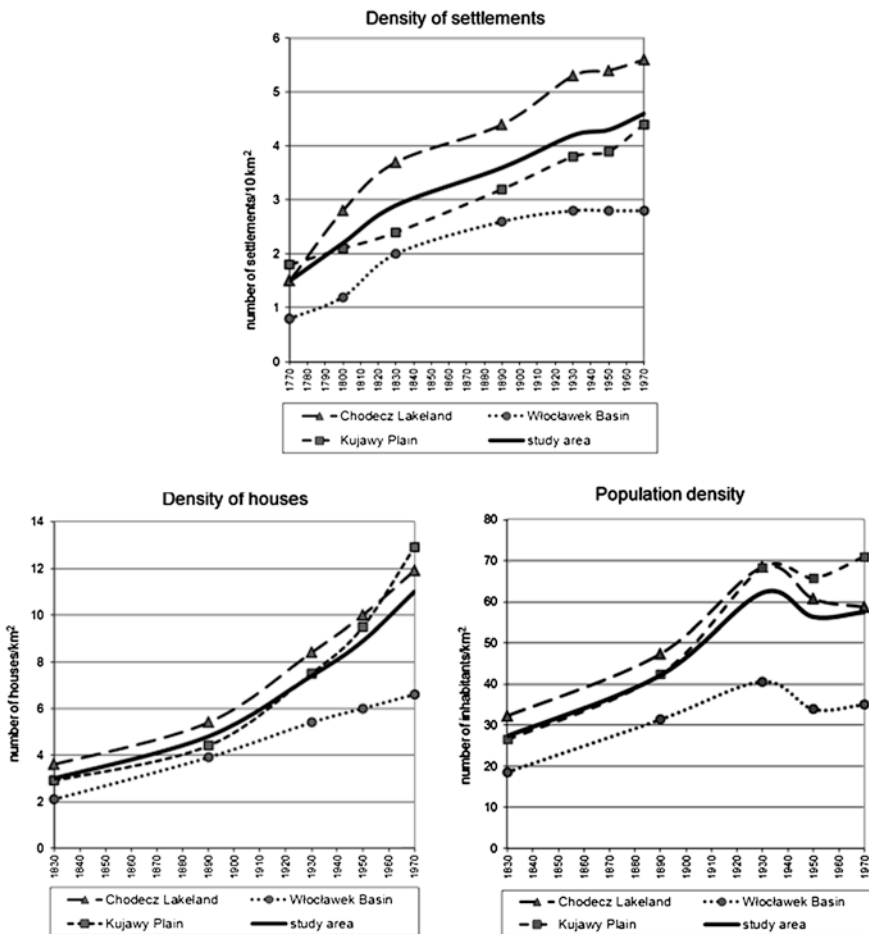 Density of settlements
number of settlements/10 km²
6
5
4
3
2
1
0
1770 1780 1790 1800 1810 1820 1830 1840 1850 1860 1870 1880 1890 1900 1910 1920 1930 1940 1950 1960 1970
Chodecz Lakeland Włocławek Basin
Kujawy Plain study area
Density of houses
number of houses/km²
14
12
10
8
6
4
2
0
1830 1840 1850 1860 1870 1880 1890 1900 1910 1920 1930 1940 1950 1960 1970
Chodecz Lakeland Włocławek Basin
Kujawy Plain study area
Population density
number of inhabitants/km²
80
70
60
50
40
30
20
10
0
1830 1840 1850 1860 1870 1880 1890 1900 1910 1920 1930 1940 1950 1960 1970
Chodecz Lakeland Włocławek Basin
Kujawy Plain study area